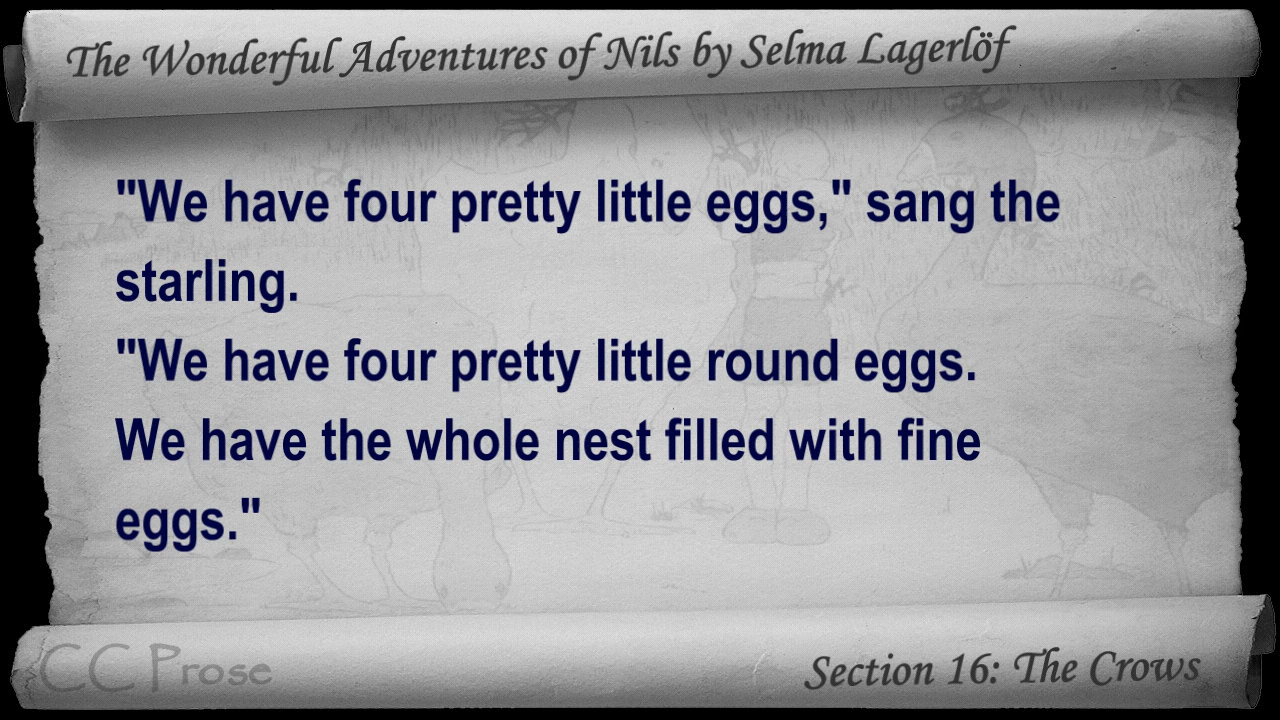 The Wonderful Adventures of Nils by Selma Lagerlöf
"We have four pretty little eggs," sang the
starling.
"We have four pretty little round eggs.
We have the whole nest filled with fine
eggs."
CC Prose
Section 16: The Crows